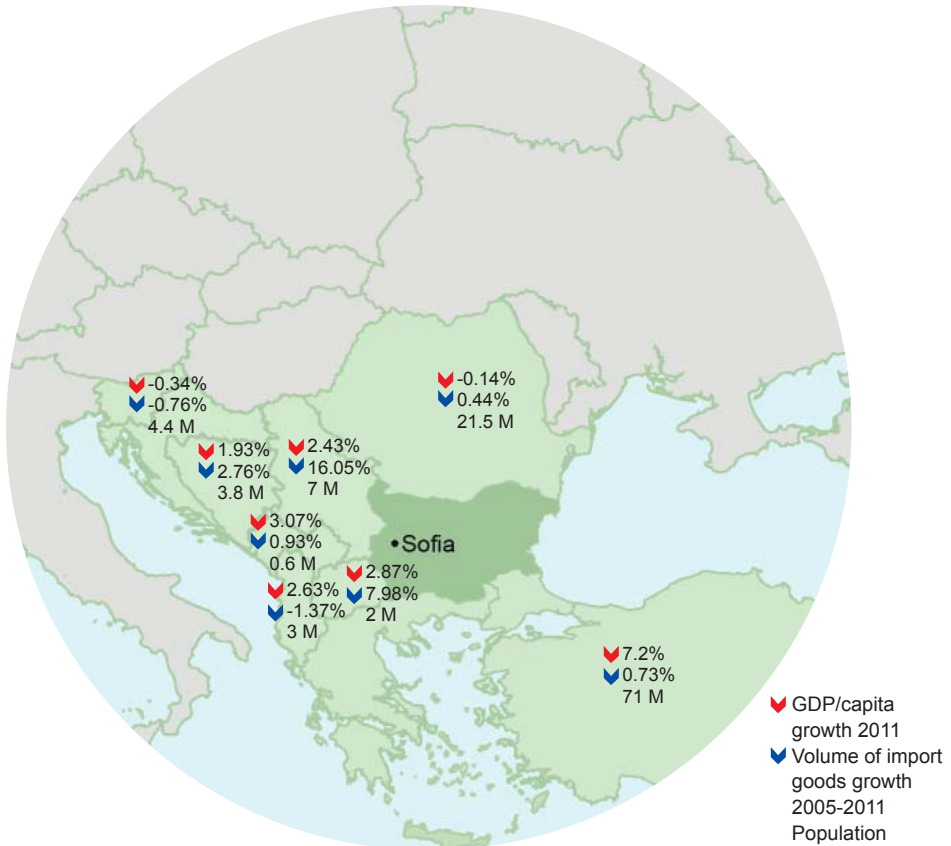 -0.34%
-0.76%
4.4 M
-0.14%
0.44%
21.5 M
1.93%
2.76%
3.8 M
2.43%
16.05%
7 M
3.07%
0.93%
0.6 M
Sofia
2.63%
-1.37%
3 M
2.87%
7.98%
2 M
7.2%
0.73%
71 M
GDP/capita
growth 2011
Volume of import
goods growth
2005-2011
Population